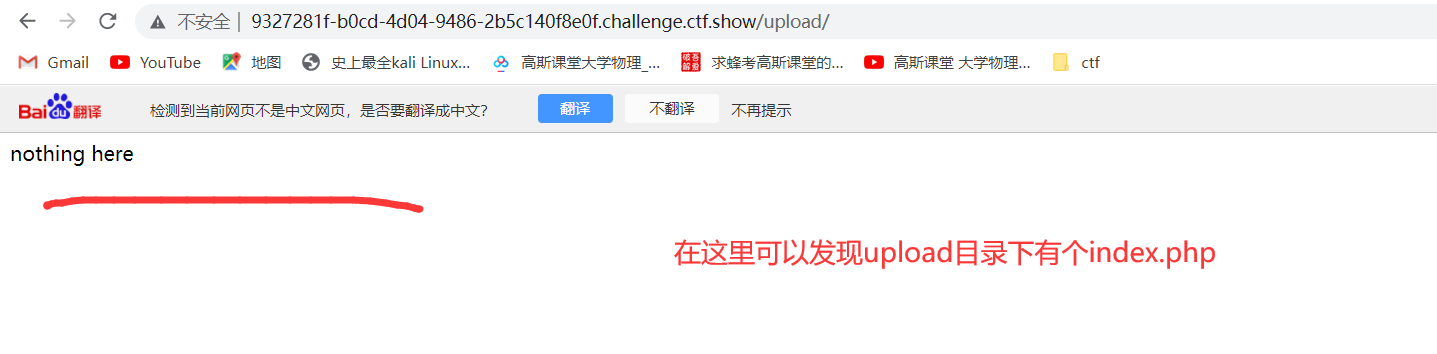 不安全 | 9327281f-b0cd-4d04-9486-2b5c140f8e0f.challenge.ctf.show/upload/
Gmail YouTube 地图 史上最全kali Linux... 高斯课堂大学物理_... 破解 吾爱 求蜂考高斯课堂的... 高斯课堂 大学物理... ctf
Bai du 翻译 检测到当前网页不是中文网页，是否要翻译成中文? 翻译 不翻译 不再提示
nothing here
在这里可以发现upload目录下有个index.php